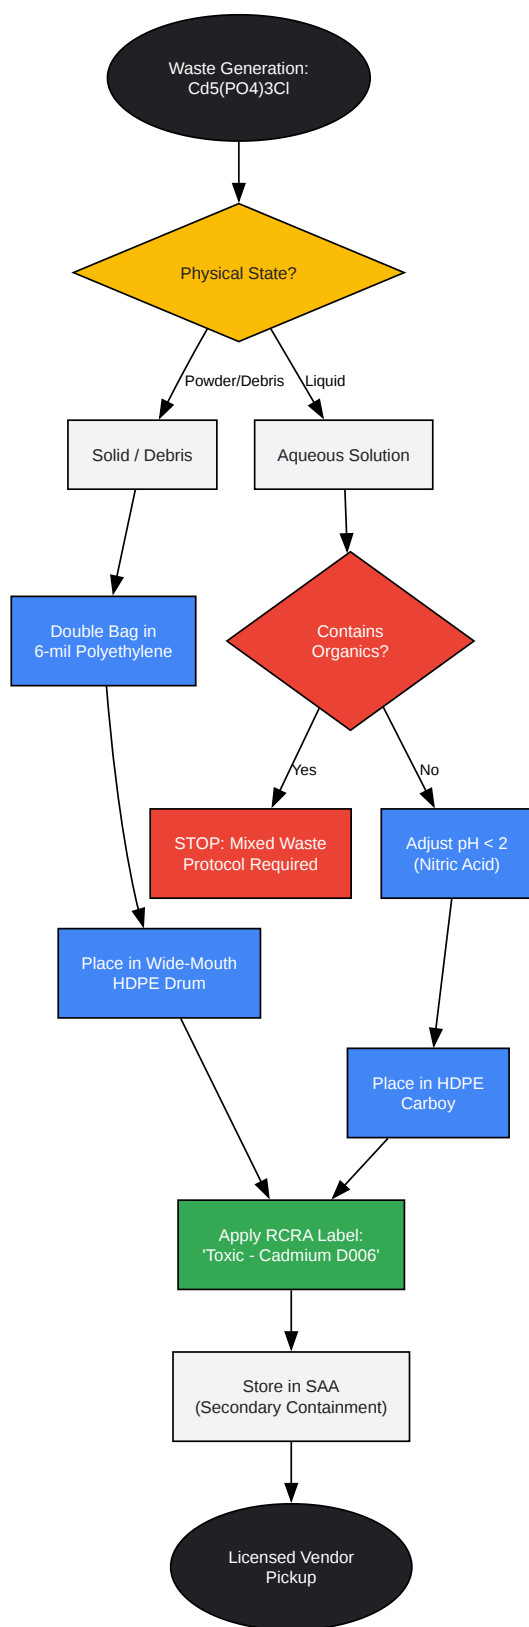 Waste Generation:
Cd5(PO4)3Cl
Physical State?
Powder/Debris
Liquid
Solid / Debris
Aqueous Solution
Double Bag in
6-mil Polyethylene
Contains
Organics?
Yes
No
STOP: Mixed Waste
Protocol Required
Adjust pH < 2
(Nitric Acid)
Place in Wide-Mouth
HDPE Drum
Place in HDPE
Carboy
Apply RCRA Label:
'Toxic - Cadmium D006'
Store in SAA
(Secondary Containment)
Licensed Vendor
Pickup